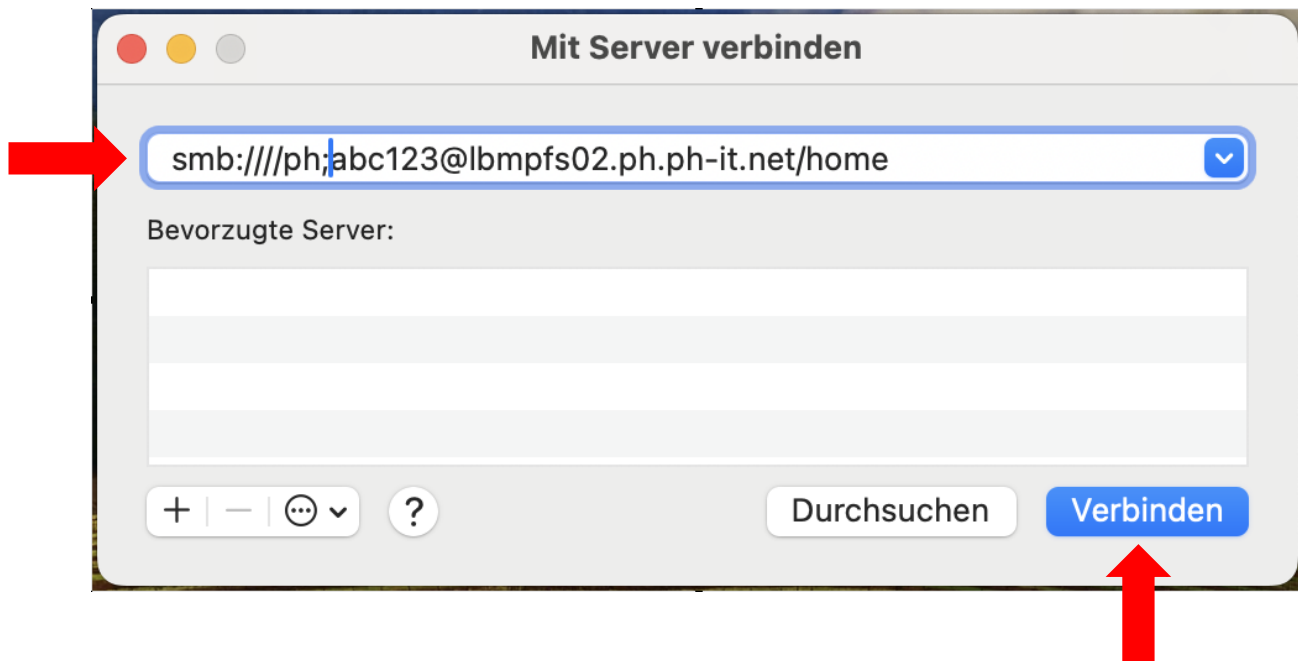 Mit Server verbinden
smb:////ph;abc123@lbmpfs02.ph.ph-it.net/home
Bevorzugte Server:
+ − ? Durchsuchen Verbinden